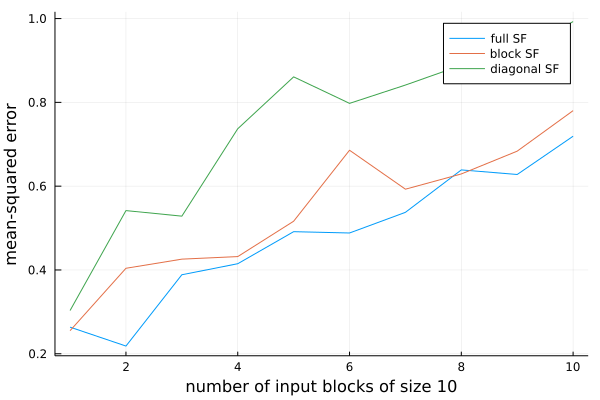 1.0
0.8
0.6
0.4
0.2
mean-squared error
full SF
block SF
diagonal SF
2 4 6 8 10
number of input blocks of size 10